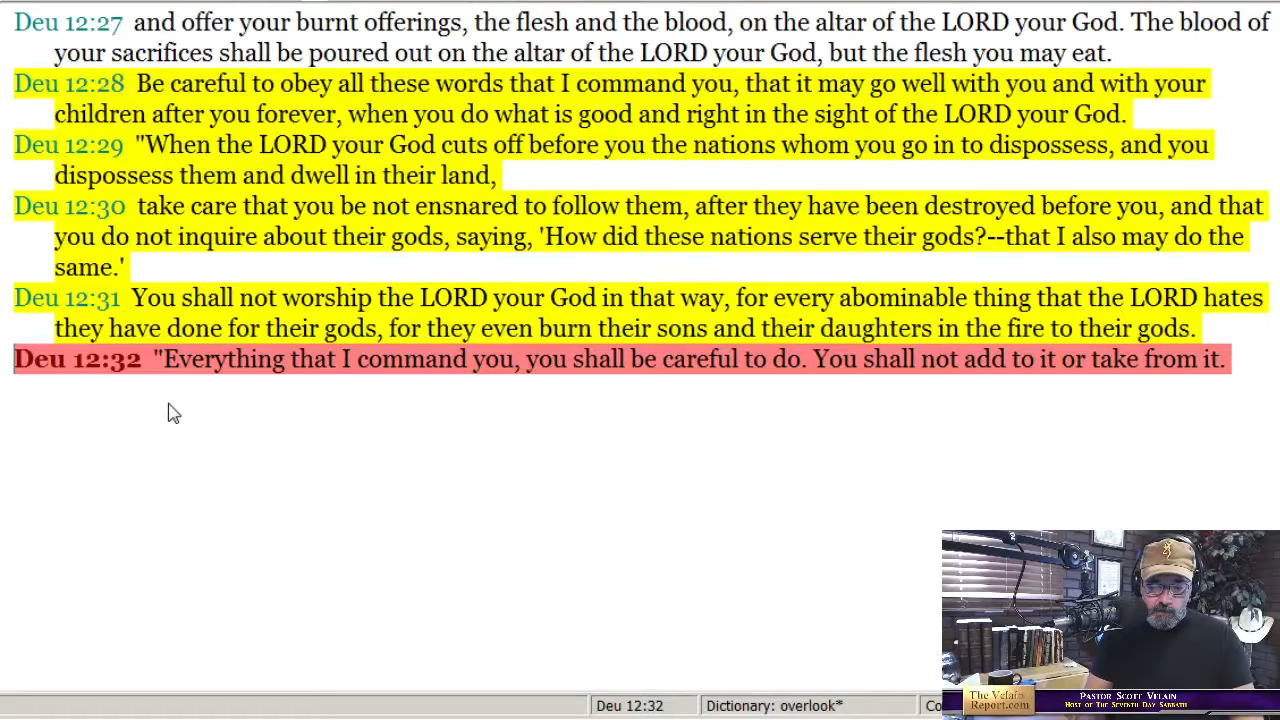 Deu 12:27 and offer your burnt offerings, the flesh and the blood, on the altar of the LORD your God. The blood of
your sacrifices shall be poured out on the altar of the LORD your God, but the flesh you may eat.
Deu 12:28 Be careful to obey all these words that I command you, that it may go well with you and with your
children after you forever, when you do what is good and right in the sight of the LORD your God.
Deu 12:29 "When the LORD your God cuts off before you the nations whom you go in to dispossess, and you
dispossess them and dwell in their land,
Deu 12:30 take care that you be not ensnared to follow them, after they have been destroyed before you, and that
you do not inquire about their gods, saying, 'How did these nations serve their gods?--that I also may do the
same.'
Deu 12:31 You shall not worship the LORD your God in that way, for every abominable thing that the LORD hates
they have done for their gods, for they even burn their sons and their daughters in the fire to their gods.
Deu 12:32 "Everything that I command you, you shall be careful to do. You shall not add to it or take from it.
Deu 12:32 Dictionary: overlook* Co
The Velain
Report.com
PASTOR SCOTT VELAIN
HOST OF THE SEVENTH DAY SABBATH